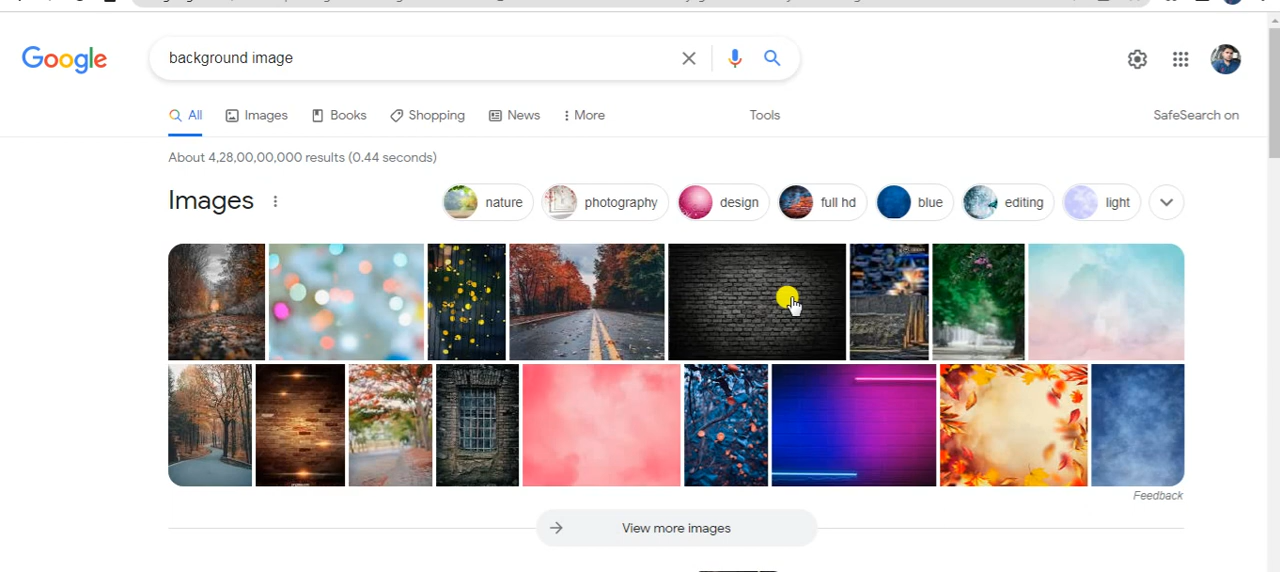 Google
background image
All Images Books Shopping News More Tools SafeSearch on
About 4,28,00,00,000 results (0.44 seconds)
Images nature photography design full hd blue editing light
Feedback
View more images